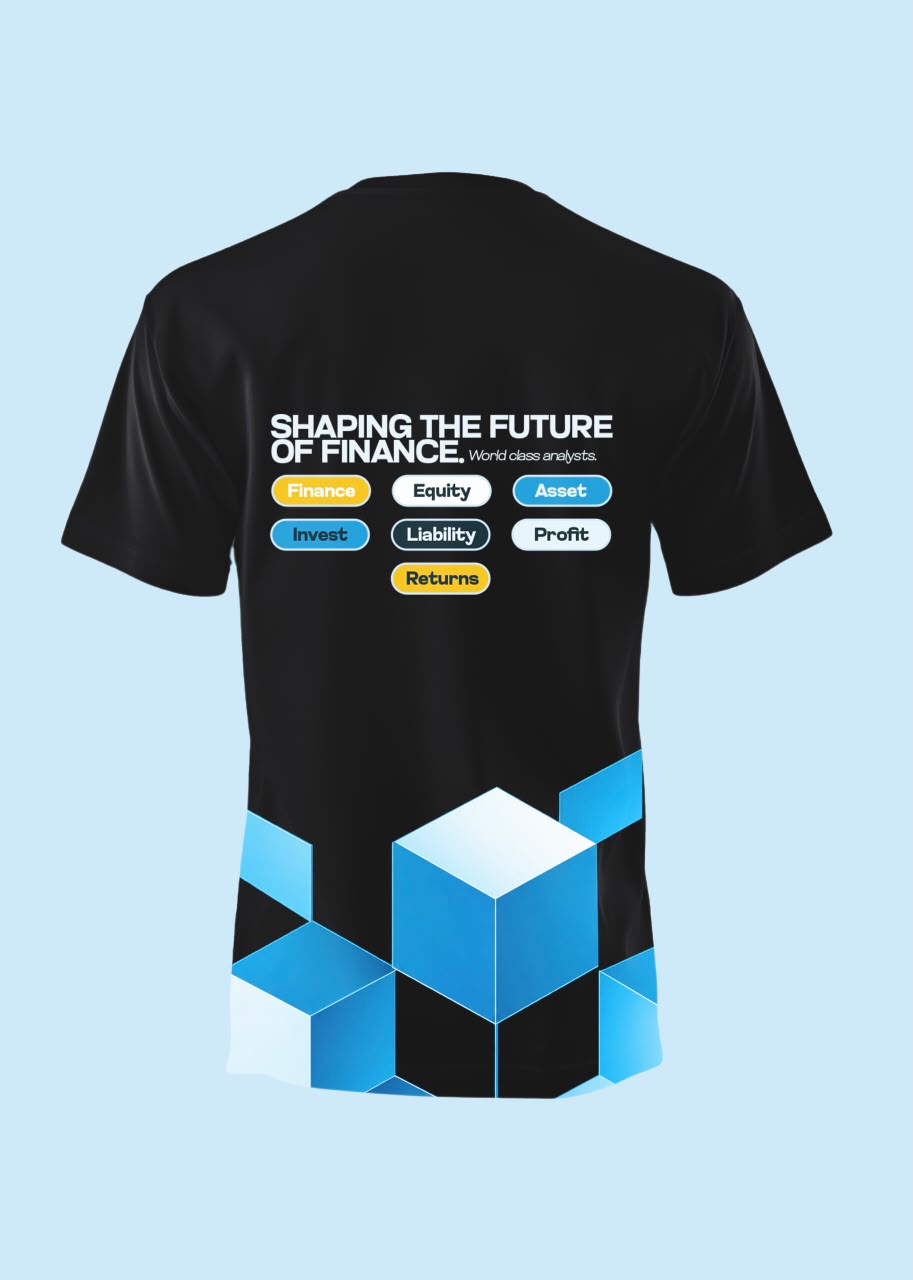 SHAPING THE FUTURE
OF FINANCE. World class analysts.
Finance Equity Asset
Invest Liability Profit
Returns